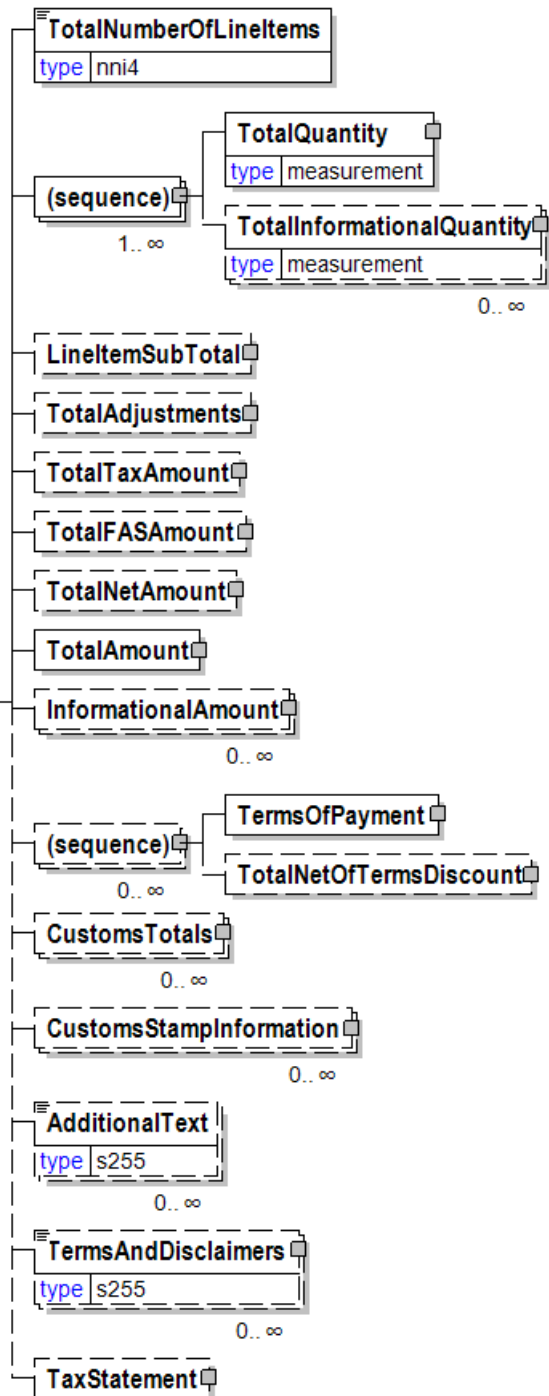 TotalNumberOfLineItems
type nni4
TotalQuantity
type measurement
(sequence)
1.. ∞
TotalInformationalQuantity
type measurement
0.. ∞
LineItemSubTotal
TotalAdjustments
TotalTaxAmount
TotalFASAmount
TotalNetAmount
TotalAmount
InformationalAmount
0.. ∞
TermsOfPayment
(sequence)
0.. ∞
TotalNetOfTermsDiscount
CustomsTotals
0.. ∞
CustomsStampInformation
0.. ∞
AdditionalText
type s255
0.. ∞
TermsAndDisclaimers
type s255
0.. ∞
TaxStatement